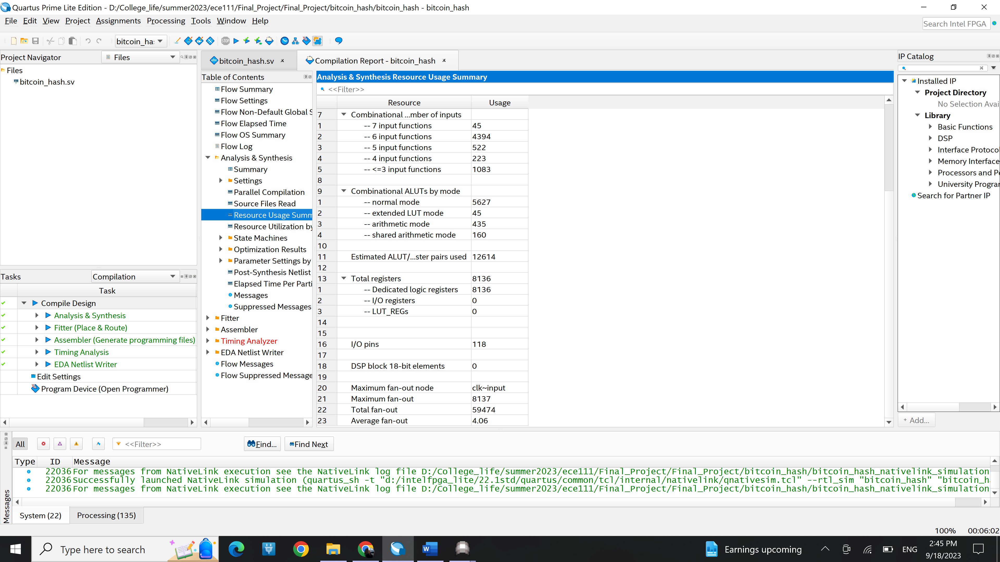 Quartus Prime Lite Edition - D:/College_life/summer2023/ece111/Final_Project/Final_Project/bitcoin_hash/bitcoin_hash - bitcoin_hash
File Edit View Project Assignments Processing Tools Window Help
Search Intel FPGA
bitcoin_ha
Project Navigator Files
Files
bitcoin_hash.sv
Tasks Compilation
Task
Compile Design
Analysis & Synthesis
Fitter (Place & Route)
Assembler (Generate programming files)
Timing Analysis
EDA Netlist Writer
Edit Settings
Program Device (Open Programmer)
bitcoin_hash.sv
Compilation Report - bitcoin_hash
Table of Contents
Flow Summary
Flow Settings
Flow Non-Default Global S
Flow Elapsed Time
Flow OS Summary
Flow Log
Analysis & Synthesis
Summary
Settings
Parallel Compilation
Source Files Read
Resource Usage Summ
Resource Utilization by
State Machines
Optimization Results
Parameter Settings by
Post-Synthesis Netlist
Elapsed Time Per Parti
Messages
Suppressed Messages
Fitter
Assembler
Timing Analyzer
EDA Netlist Writer
Flow Messages
Flow Suppressed Message
Analysis & Synthesis Resource Usage Summary
<<Filter>>
Resource Usage
7 Combinational ...mber of inputs
1 -- 7 input functions 45
2 -- 6 input functions 4394
3 -- 5 input functions 522
4 -- 4 input functions 223
5 -- <=3 input functions 1083
8
9 Combinational ALUTs by mode
1 -- normal mode 5627
2 -- extended LUT mode 45
3 -- arithmetic mode 435
4 -- shared arithmetic mode 160
10
11 Estimated ALUT/...ster pairs used 12614
12
13 Total registers 8136
1 -- Dedicated logic registers 8136
2 -- I/O registers 0
3 -- LUT_REGs 0
14
15
16 I/O pins 118
17
18 DSP block 18-bit elements 0
19
20 Maximum fan-out node clk~input
21 Maximum fan-out 8137
22 Total fan-out 59474
23 Average fan-out 4.06
IP Catalog
Installed IP
Project Directory
No Selection Avai
Library
Basic Functions
DSP
Interface Protoco
Memory Interface
Processors and Pe
University Progra
Search for Partner IP
+ Add...
Messages
All <<Filter>> Find... Find Next
Type ID Message
22036 For messages from NativeLink execution see the NativeLink log file D:/College_life/summer2023/ece111/Final_Project/Final_Project/bitcoin_hash/bitcoin_hash_nativelink_simulation
22036 Successfully launched NativeLink simulation (quartus_sh -t "d:/intelfpga_lite/22.1std/quartus/common/tcl/internal/nativelink/qnativesim.tcl" --rtl_sim "bitcoin_hash" "bitcoin_h
22036 For messages from NativeLink execution see the NativeLink log file D:/College_life/summer2023/ece111/Final_Project/Final_Project/bitcoin_hash/bitcoin_hash_nativelink_simulation
System (22) Processing (135)
100% 00:06:02
Type here to search
Earnings upcoming
ENG
2:45 PM
9/18/2023